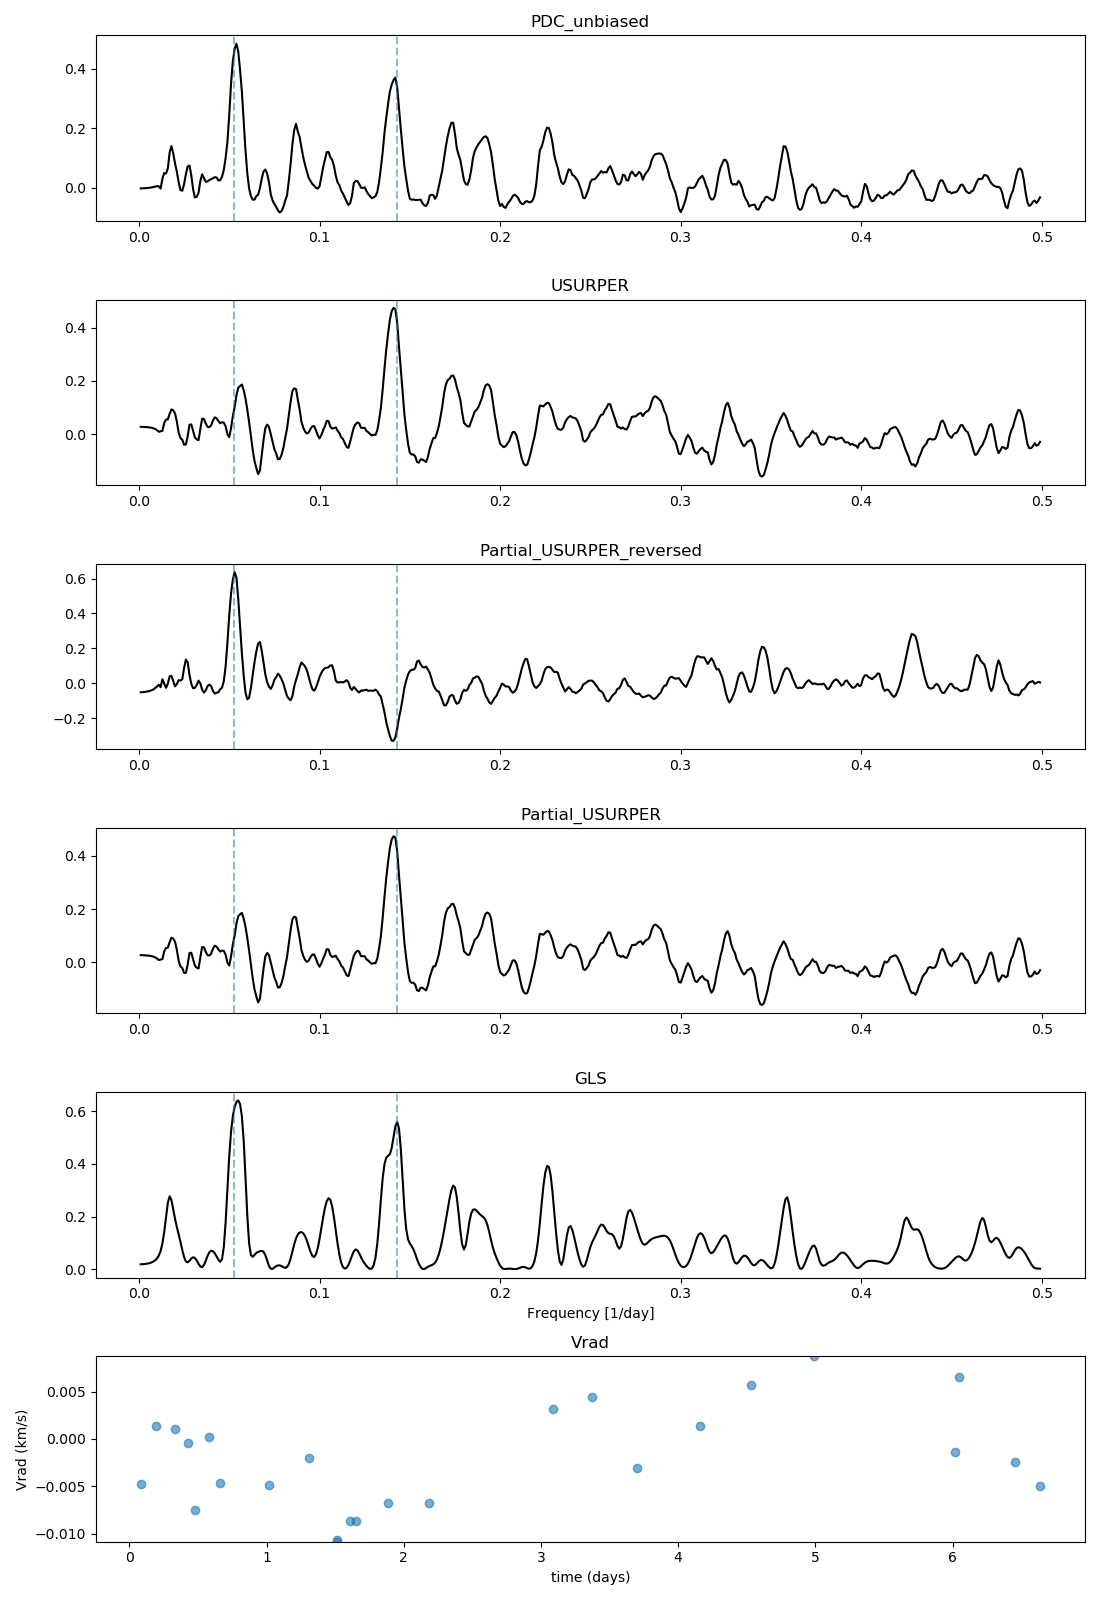 PDC_unbiased
0.4
0.2
0.0
0.0 0.1 0.2 0.3 0.4 0.5
USURPER
0.4
0.2
0.0
0.0 0.1 0.2 0.3 0.4 0.5
Partial_USURPER_reversed
0.6
0.4
0.2
0.0
−0.2
0.0 0.1 0.2 0.3 0.4 0.5
Partial_USURPER
0.4
0.2
0.0
0.0 0.1 0.2 0.3 0.4 0.5
GLS
0.6
0.4
0.2
0.0
0.0 0.1 0.2 0.3 0.4 0.5
Frequency [1/day]
Vrad
Vrad (km/s)
0.005
0.000
−0.005
−0.010
0 1 2 3 4 5 6
time (days)